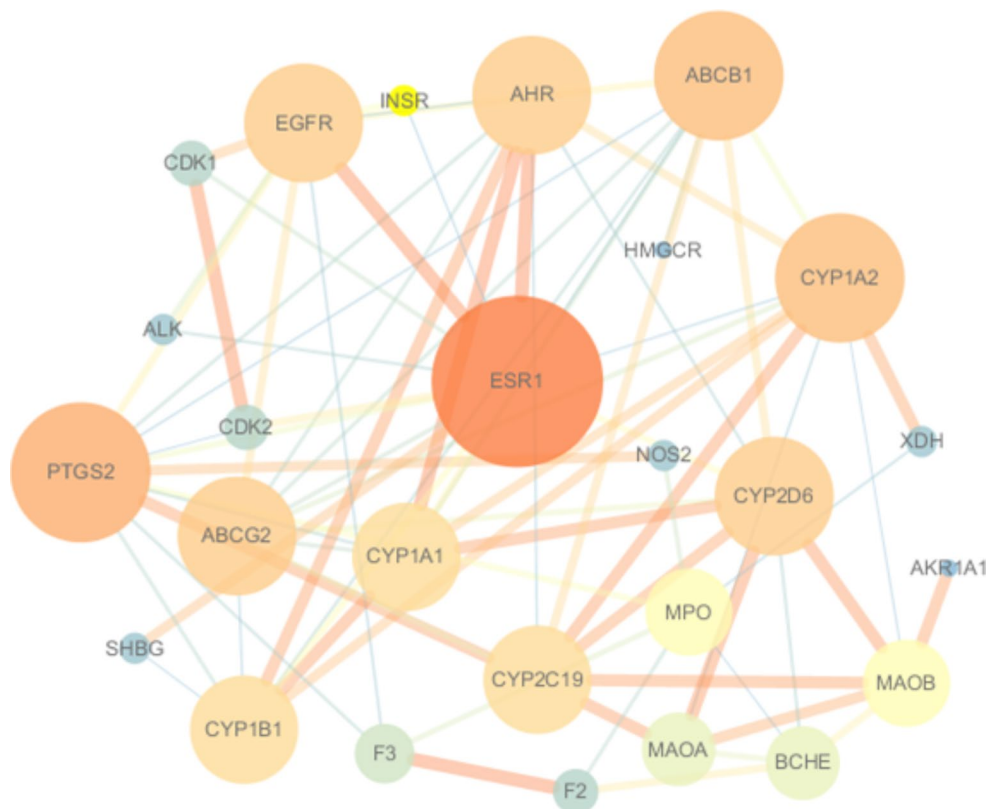 ABCB1
AHR
INSR
EGFR
CDK1
HMGCR
CYP1A2
ALK
ESR1
CDK2
XDH
NOS2
PTGS2
CYP2D6
ABCG2
CYP1A1
AKR1A1
MPO
SHBG
CYP2C19
MAOB
CYP1B1
F3
MAOA
BCHE
F2